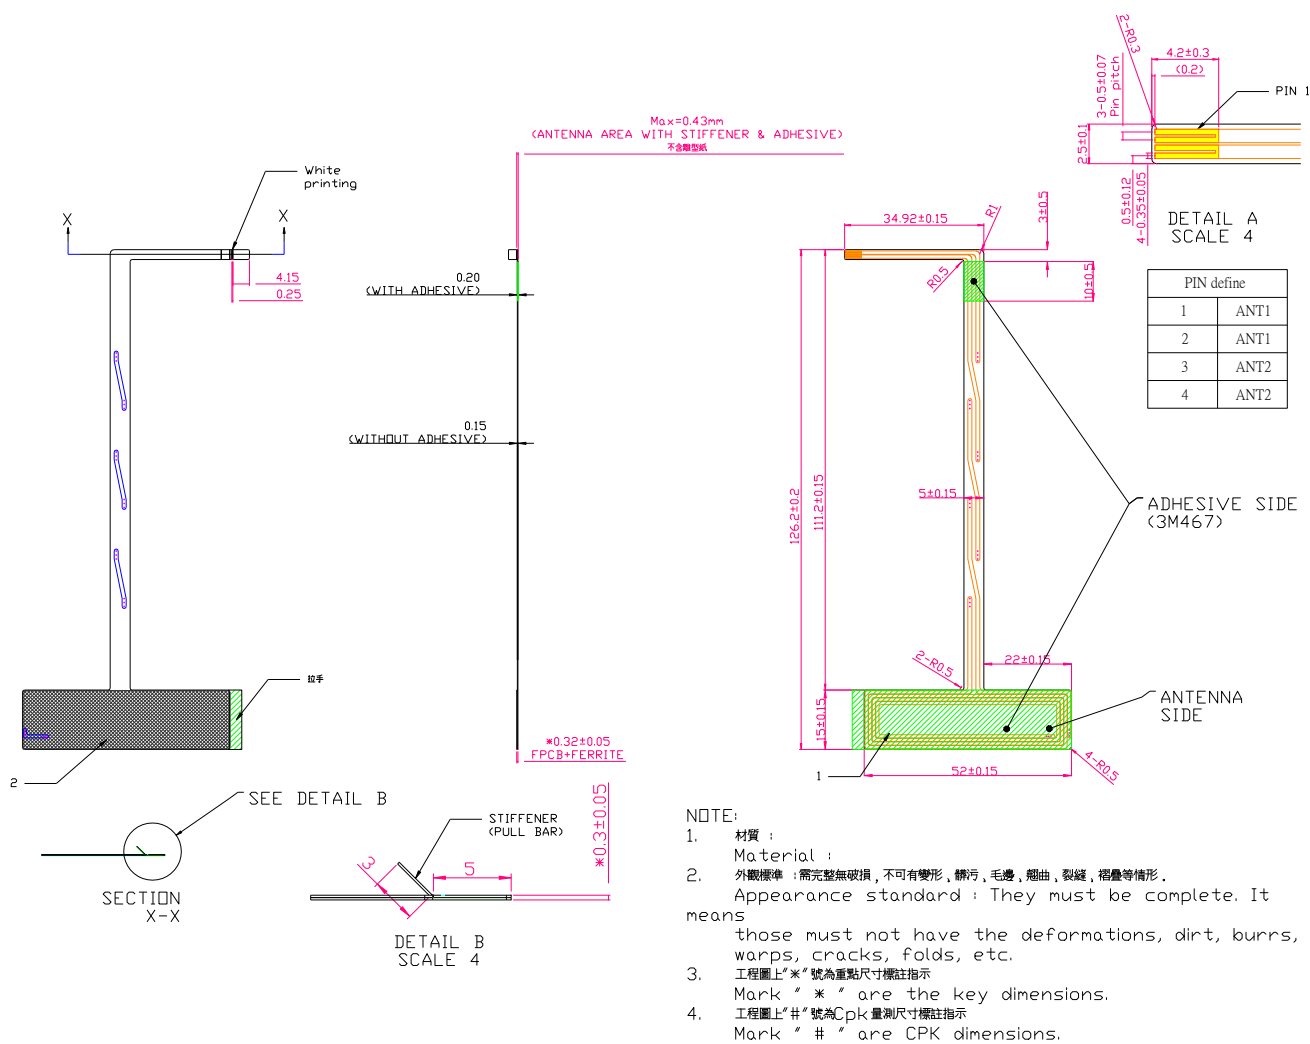 2-R0.3
4.2±0.3
(0.2)
3-0.5±0.07
Pin pitch
PIN 1
2.5±0.1
0.5±0.12
4-0.35±0.05
DETAIL A
SCALE 4
Max=0.43mm
(ANTENNA AREA WITH STIFFENER & ADHESIVE)
不含離型紙
White
printing
X
X
4.15
0.25
0.20
(WITH ADHESIVE)
0.15
(WITHOUT ADHESIVE)
34.92±0.15
R1
3±0.5
R0.5
10±0.5
PIN define
1 ANT1
2 ANT1
3 ANT2
4 ANT2
126.2±0.2
111.2±0.15
5±0.15
ADHESIVE SIDE
(3M467)
2-R0.5
22±0.15
ANTENNA
SIDE
15±0.15
1
52±0.15
4-R0.5
拉手
2
*0.32±0.05
FPCB+FERRITE
SEE DETAIL B
SECTION
X-X
STIFFENER
(PULL BAR)
3
5
*0.3±0.05
DETAIL B
SCALE 4
NOTE:
1. 材質 :
Material :
2. 外觀標準 :需完整無破損,不可有變形、髒污、毛邊、翹曲、裂縫、褶疊等情形.
Appearance standard : They must be complete. It
means
those must not have the deformations, dirt, burrs,
warps, cracks, folds, etc.
3. 工程圖上"*"號為重點尺寸標註指示
Mark " * " are the key dimensions.
4. 工程圖上"#"號為Cpk量測尺寸標註指示
Mark " # " are CPK dimensions.